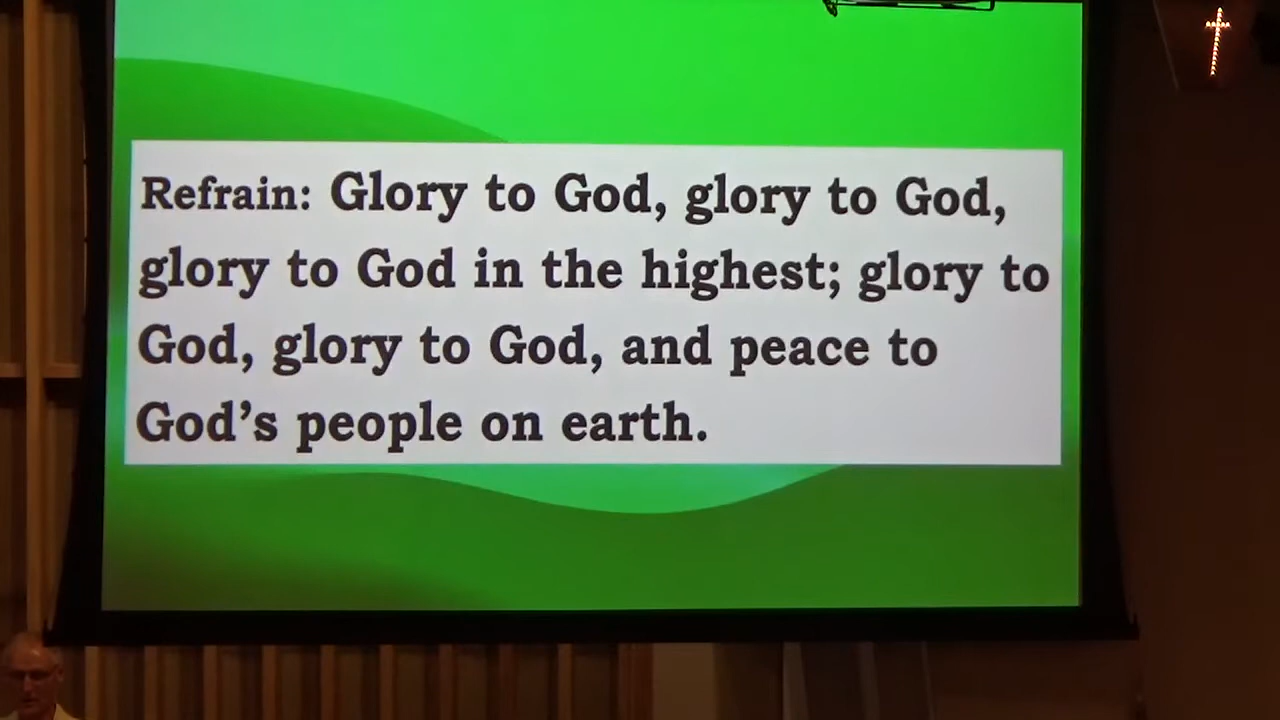 Refrain: Glory to God, glory to God,
glory to God in the highest; glory to
God, glory to God, and peace to
God’s people on earth.